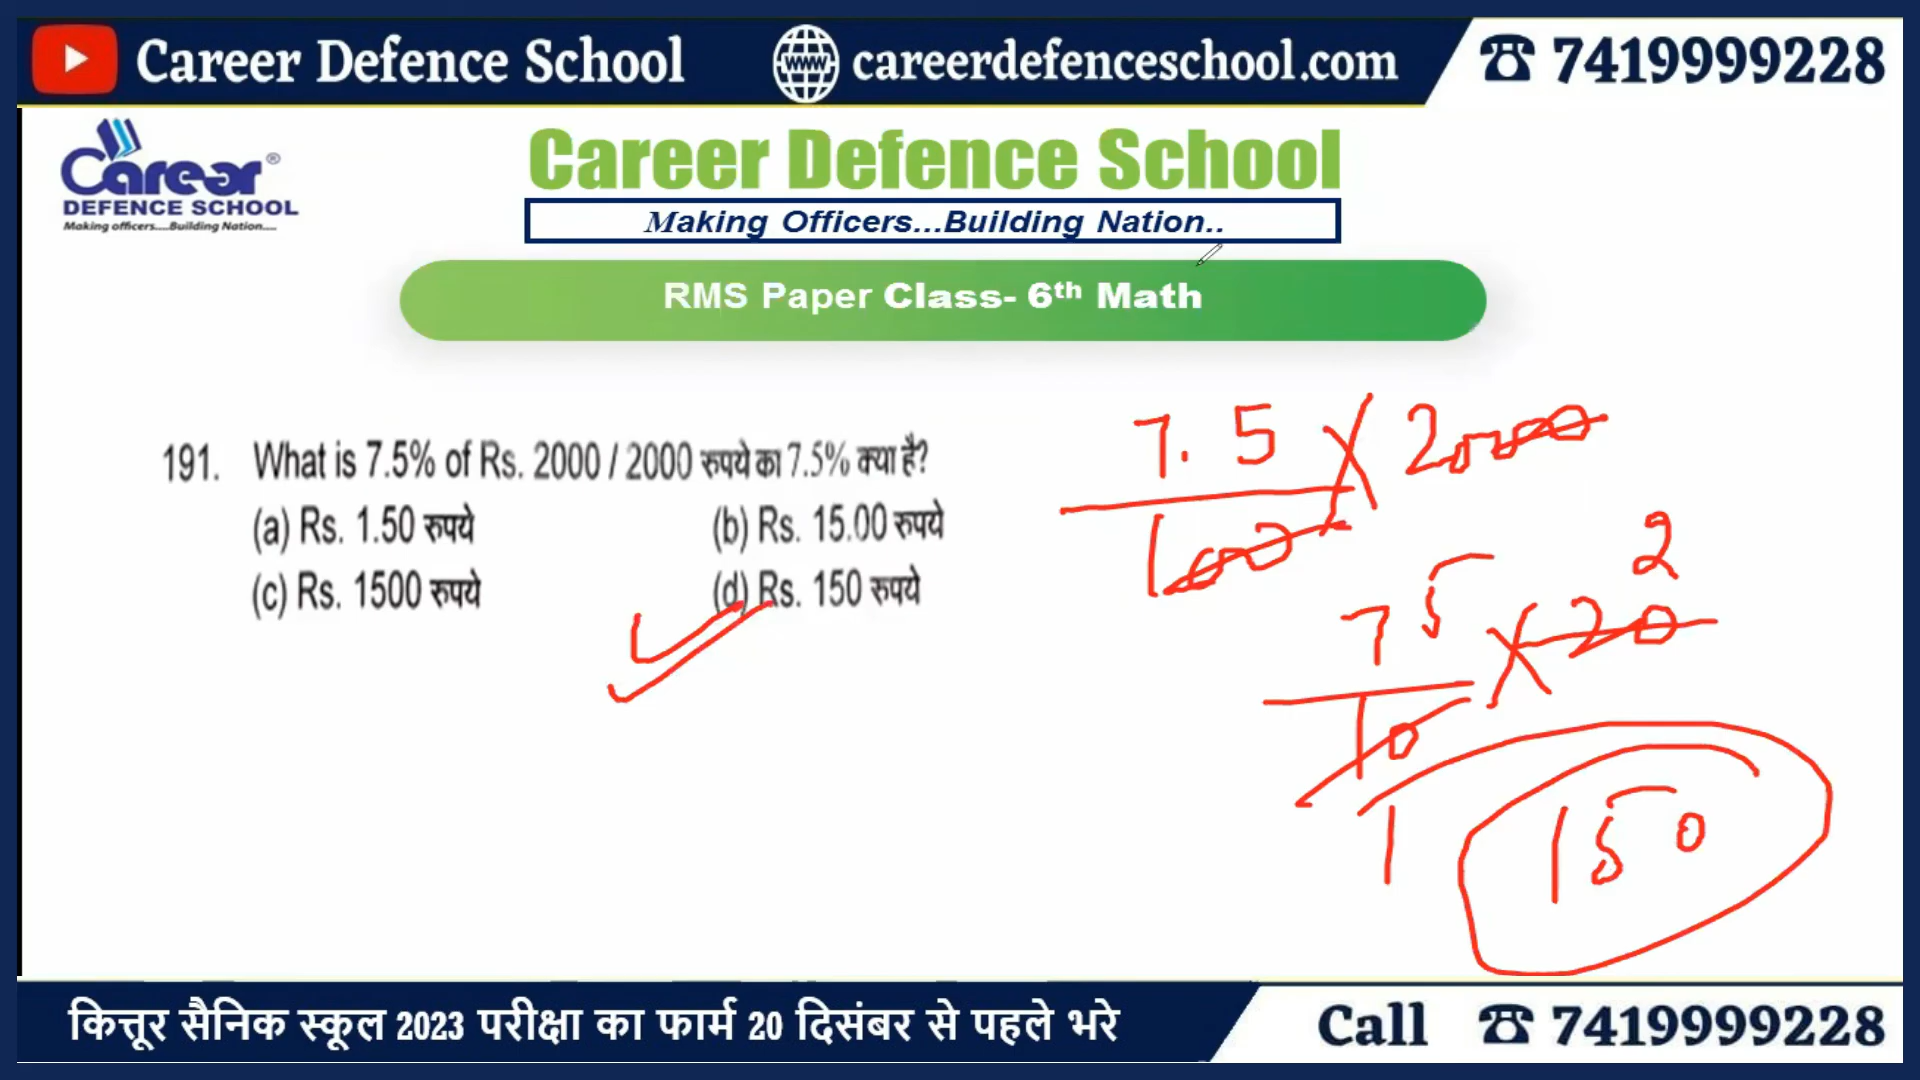 Career Defence School
www
careerdefenceschool.com
☎ 7419999228
Career®
DEFENCE SCHOOL
Making officers....Building Nation....
Career Defence School
Making Officers...Building Nation..
RMS Paper Class- 6th Math
191. What is 7.5% of Rs. 2000 / 2000 रुपये का 7.5% क्या है?
(a) Rs. 1.50 रुपये
(b) Rs. 15.00 रुपये
(c) Rs. 1500 रुपये
(d) Rs. 150 रुपये
7.5 × 2000
100
2
75 × 20
10
1
150
कित्तूर सैनिक स्कूल 2023 परीक्षा का फार्म 20 दिसंबर से पहले भरे
Call ☎ 7419999228